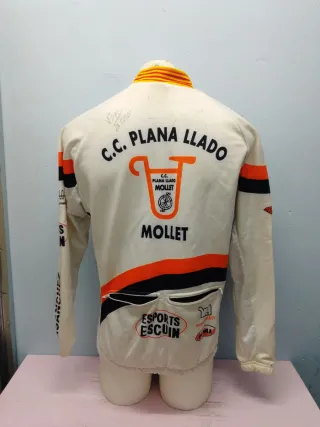 C.C. PLANA LLADO
C.C.
PLANA LLADO
MOLLET
MOLLET
ESPORTS
ESCUIN